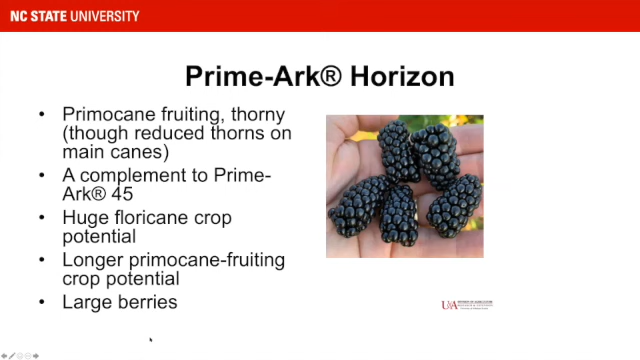 NC STATE UNIVERSITY
Prime-Ark® Horizon
• Primocane fruiting, thorny
(though reduced thorns on
main canes)
• A complement to Prime-
Ark® 45
• Huge floricane crop
potential
• Longer primocane-fruiting
crop potential
• Large berries